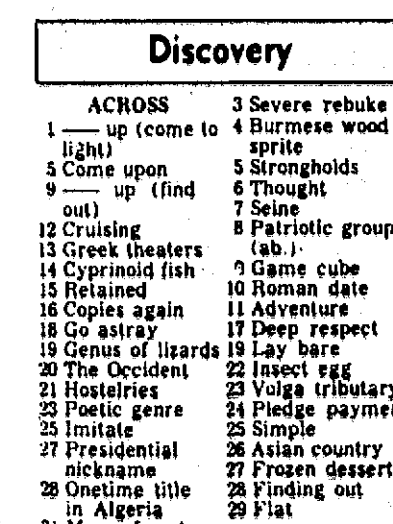 Discovery
ACROSS
1 — up (come to
light)
5 Come upon
9 — up (find
out)
12 Cruising
13 Greek theaters
14 Cyprinoid fish
15 Retained
16 Copies again
18 Go astray
19 Genus of lizards
20 The Occident
21 Hostelries
23 Poetic genre
25 Imitate
27 Presidential
nickname
28 Onetime title
in Algeria
3 Severe rebuke
4 Burmese wood
sprite
5 Strongholds
6 Thought
7 Seine
8 Patriotic group
(ab.)
9 Game cube
10 Roman date
11 Adventure
17 Deep respect
19 Lay bare
22 Insect egg
23 Volga tributary
24 Pledge payme
25 Simple
26 Asian country
27 Frozen dessert
28 Finding out
29 Flat